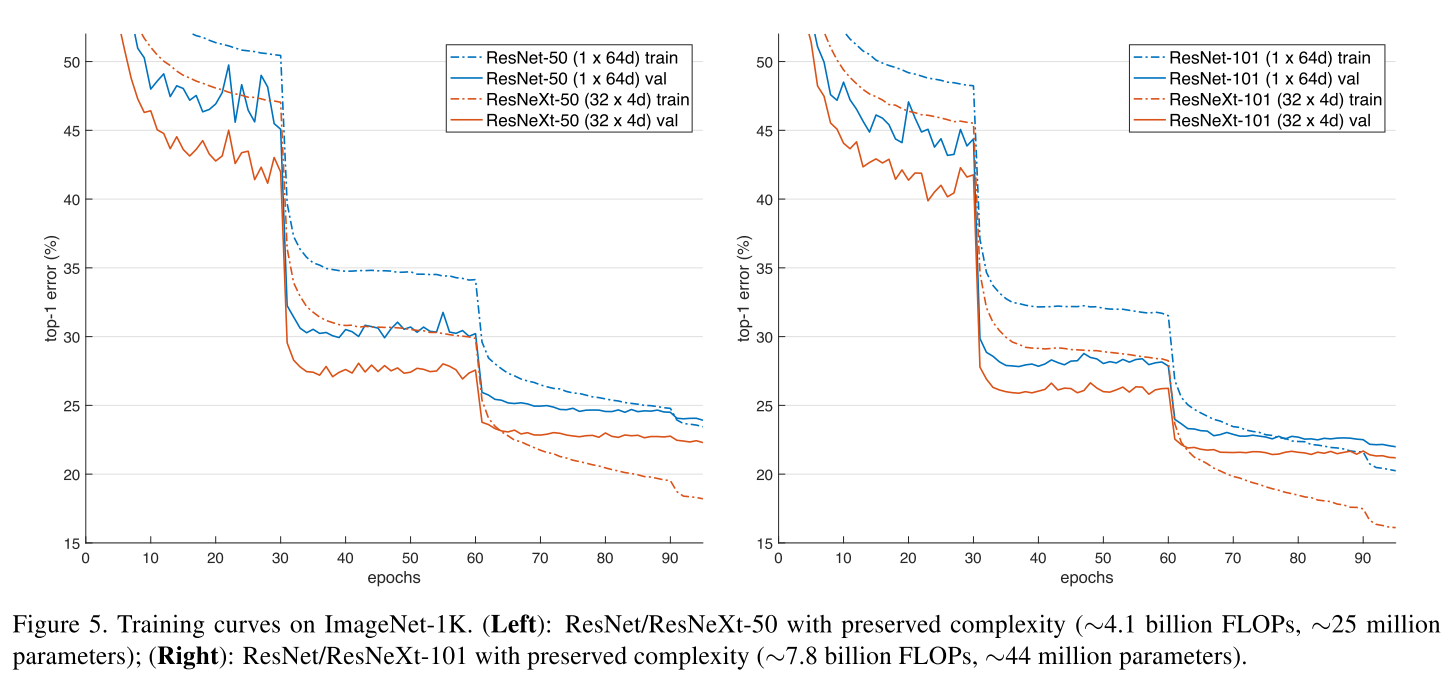 top-1 error (%)
50
45
40
35
30
25
20
15
0 10 20 30 40 50 60 70 80 90
epochs
ResNet-50 (1 x 64d) train
ResNet-50 (1 x 64d) val
ResNeXt-50 (32 x 4d) train
ResNeXt-50 (32 x 4d) val
top-1 error (%)
50
45
40
35
30
25
20
15
0 10 20 30 40 50 60 70 80 90
epochs
ResNet-101 (1 x 64d) train
ResNet-101 (1 x 64d) val
ResNeXt-101 (32 x 4d) train
ResNeXt-101 (32 x 4d) val
Figure 5. Training curves on ImageNet-1K. (Left): ResNet/ResNeXt-50 with preserved complexity (∼4.1 billion FLOPs, ∼25 million
parameters); (Right): ResNet/ResNeXt-101 with preserved complexity (∼7.8 billion FLOPs, ∼44 million parameters).